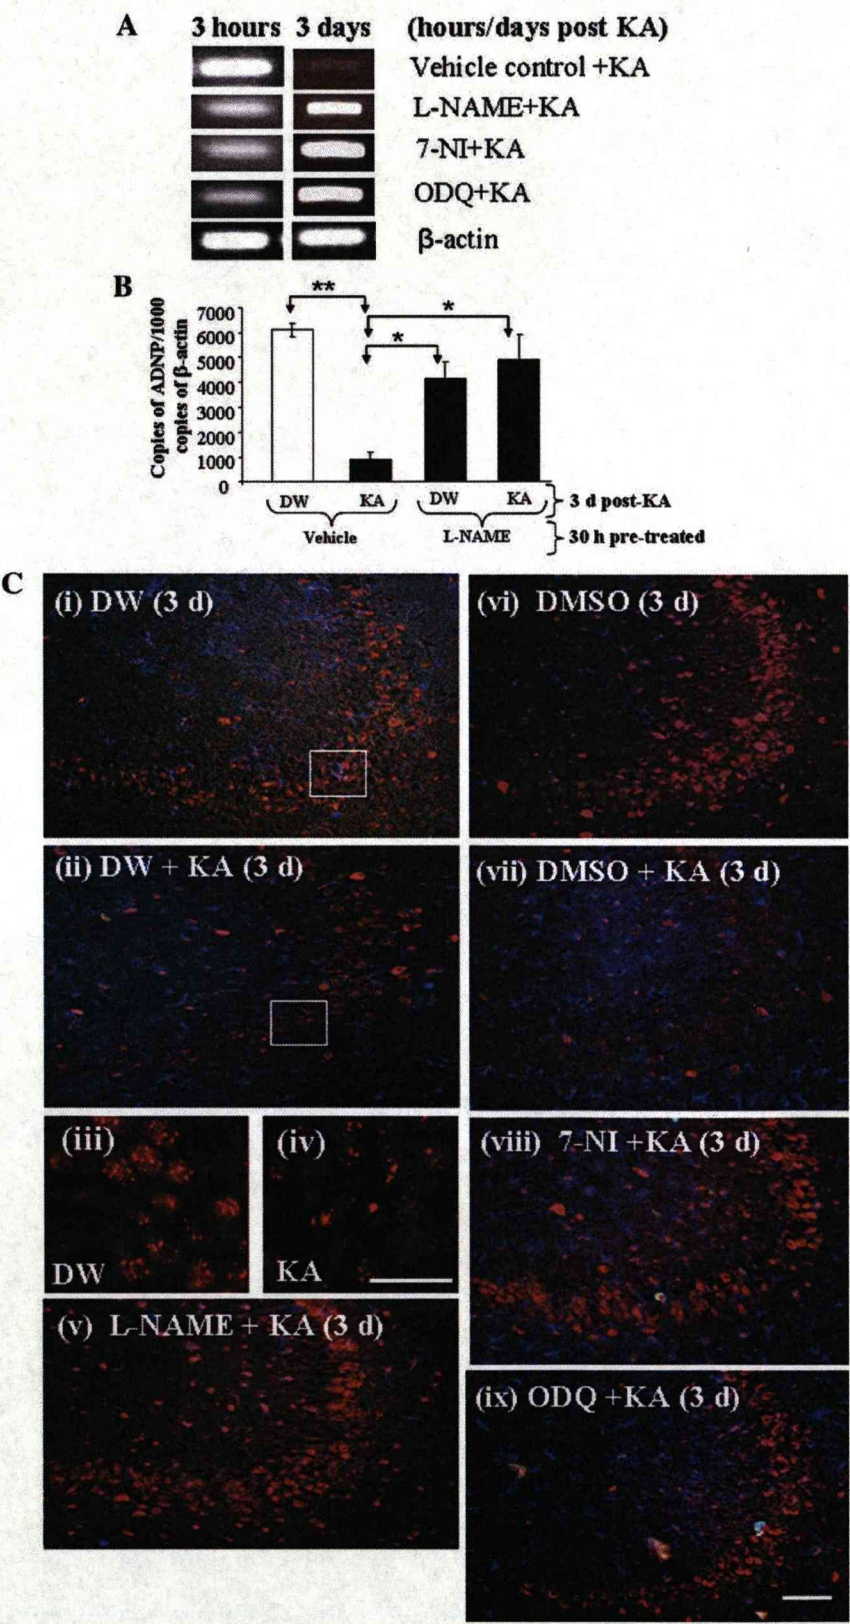 A 3 hours 3 days (hours/days post KA)
Vehicle control +KA
L-NAME+KA
7-NI+KA
ODQ+KA
β-actin
B
** * *
Copies of ADNP/1000
copies of β-actin
7000
6000
5000
4000
3000
2000
1000
0
DW KA DW KA 3 d post-KA
Vehicle L-NAME 30 h pre-treated
C
(i) DW (3 d)
(vi) DMSO (3 d)
(ii) DW + KA (3 d)
(vii) DMSO + KA (3 d)
(iii)
DW
(iv)
KA
(viii) 7-NI +KA (3 d)
(v) L-NAME + KA (3 d)
(ix) ODQ +KA (3 d)